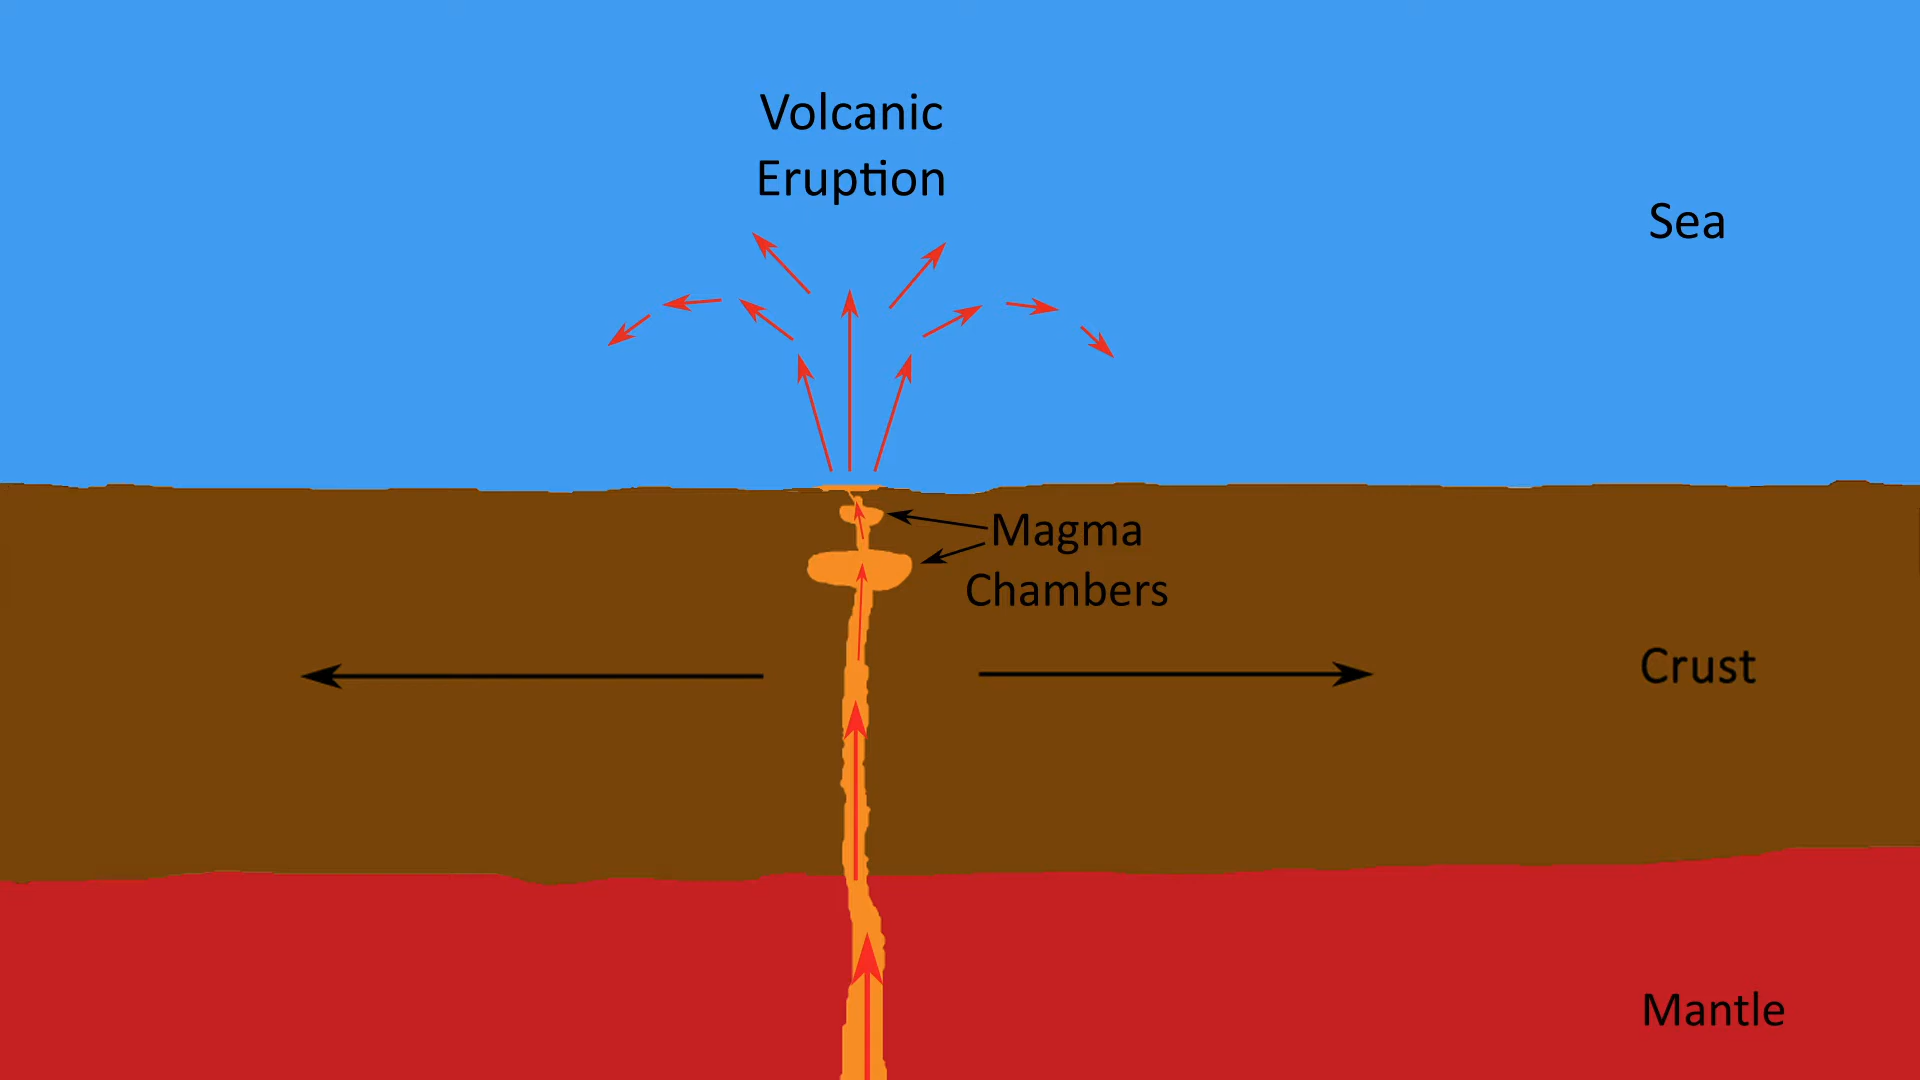 Volcanic
Eruption
Sea
Magma
Chambers
Crust
Mantle